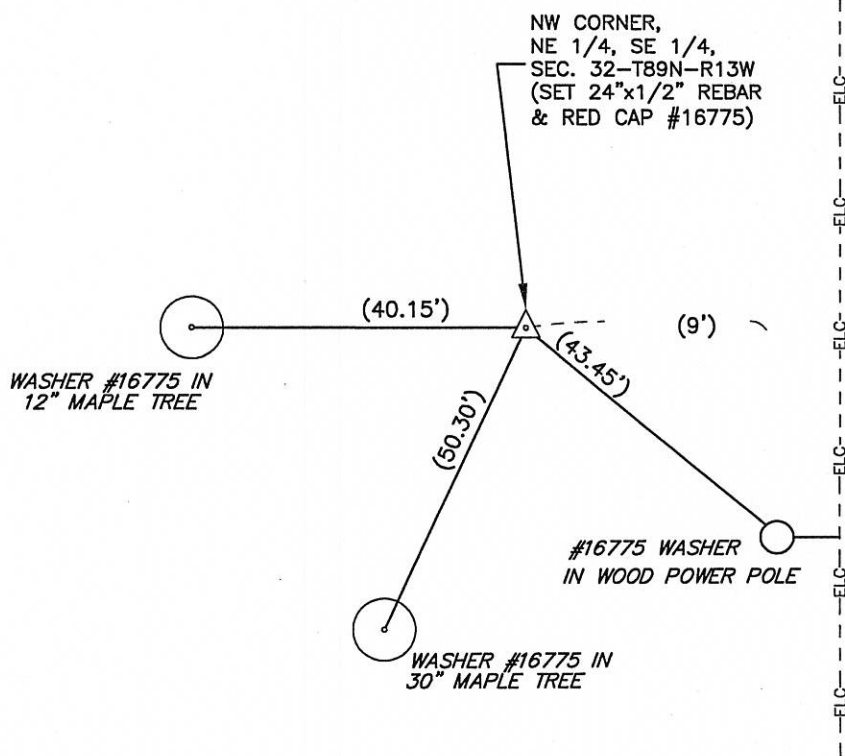 NW CORNER,
NE 1/4, SE 1/4,
SEC. 32-T89N-R13W
(SET 24"x1/2" REBAR
& RED CAP #16775)
(40.15')
(9')
(43.45')
(50.30')
WASHER #16775 IN
12" MAPLE TREE
#16775 WASHER
IN WOOD POWER POLE
WASHER #16775 IN
30" MAPLE TREE
ELC
ELC
ELC
ELC
ELC
ELC